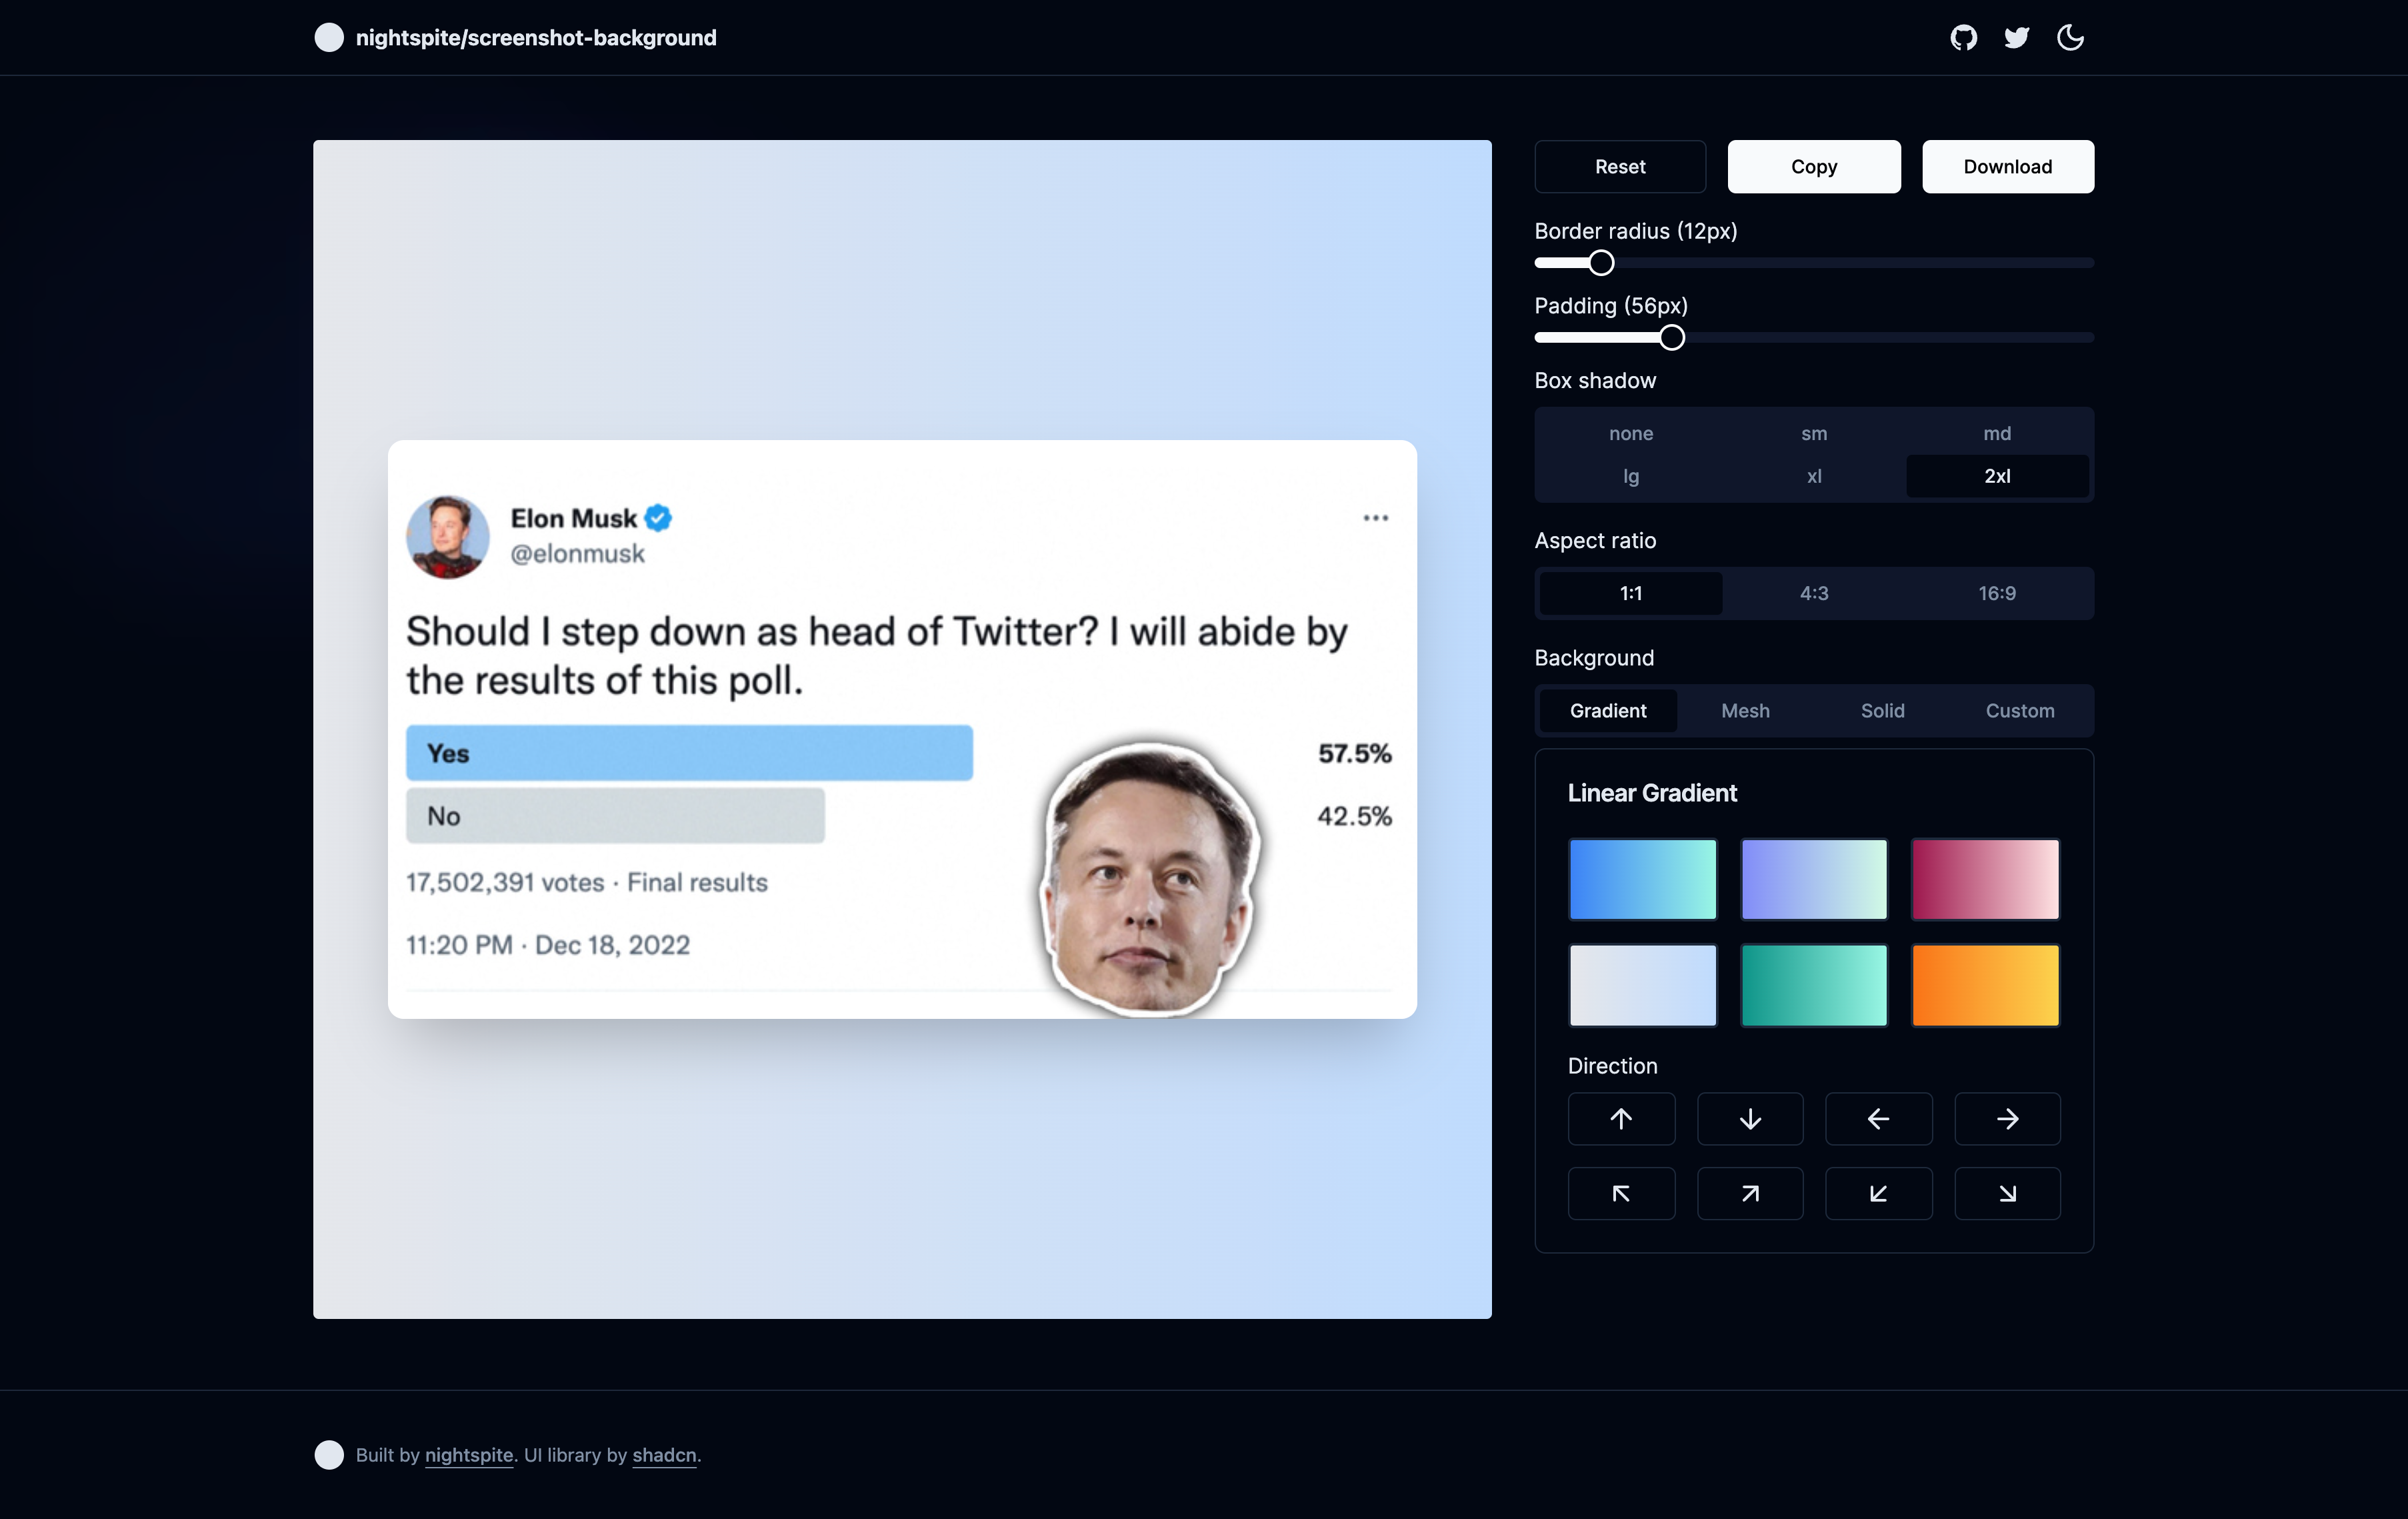 nightspite/screenshot-background
Elon Musk
@elonmusk
Should I step down as head of Twitter? I will abide by
the results of this poll.
Yes 57.5%
No 42.5%
17,502,391 votes · Final results
11:20 PM · Dec 18, 2022
Reset Copy Download
Border radius (12px)
Padding (56px)
Box shadow
none sm md
lg xl 2xl
Aspect ratio
1:1 4:3 16:9
Background
Gradient Mesh Solid Custom
Linear Gradient
Direction
Built by nightspite. UI library by shadcn.